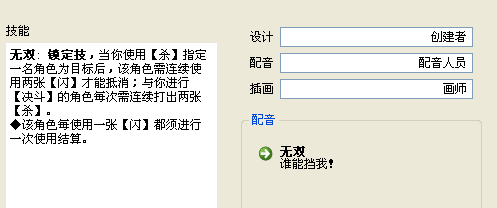 技能
无双：锁定技，当你使用【杀】指定
一名角色为目标后，该角色需连续使
用两张【闪】才能抵消；与你进行
【决斗】的角色每次需连续打出两张
【杀】。
◆该角色每使用一张【闪】都须进行
一次使用结算。
设计 创建者
配音 配音人员
插画 画师
配音
无双
谁能挡我！